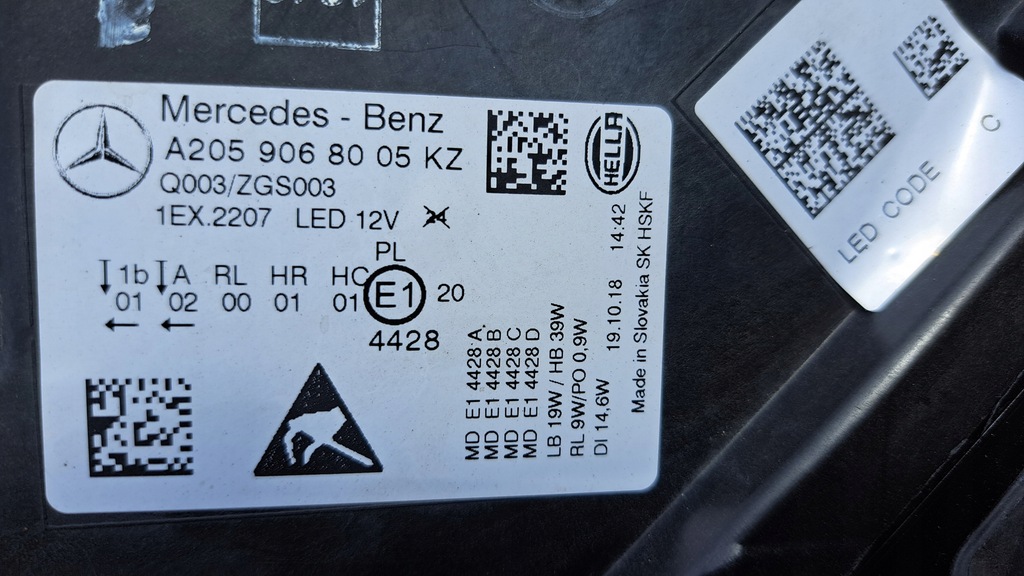 Mercedes - Benz
A205 906 80 05 KZ
Q003/ZGS003
1EX.2207 LED 12V
PL
1b A RL HR HC
01 02 00 01 01
E1 20
4428
HELLA
MD E1 4428 A
MD E1 4428 B
MD E1 4428 C
MD E1 4428 D
LB 19W / HB 39W
RL 9W/PO 0,9W
DI 14,6W
19.10.18 14:42
Made in Slovakia SK HSKF
LED CODE
C